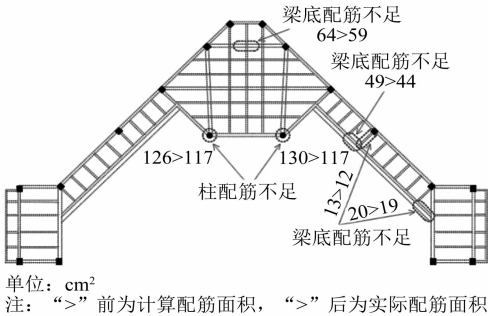 梁底配筋不足
64>59
梁底配筋不足
49>44
126>117
130>117
柱配筋不足
13>12
20>19
梁底配筋不足
单位：cm²
注：“>”前为计算配筋面积，“>”后为实际配筋面积